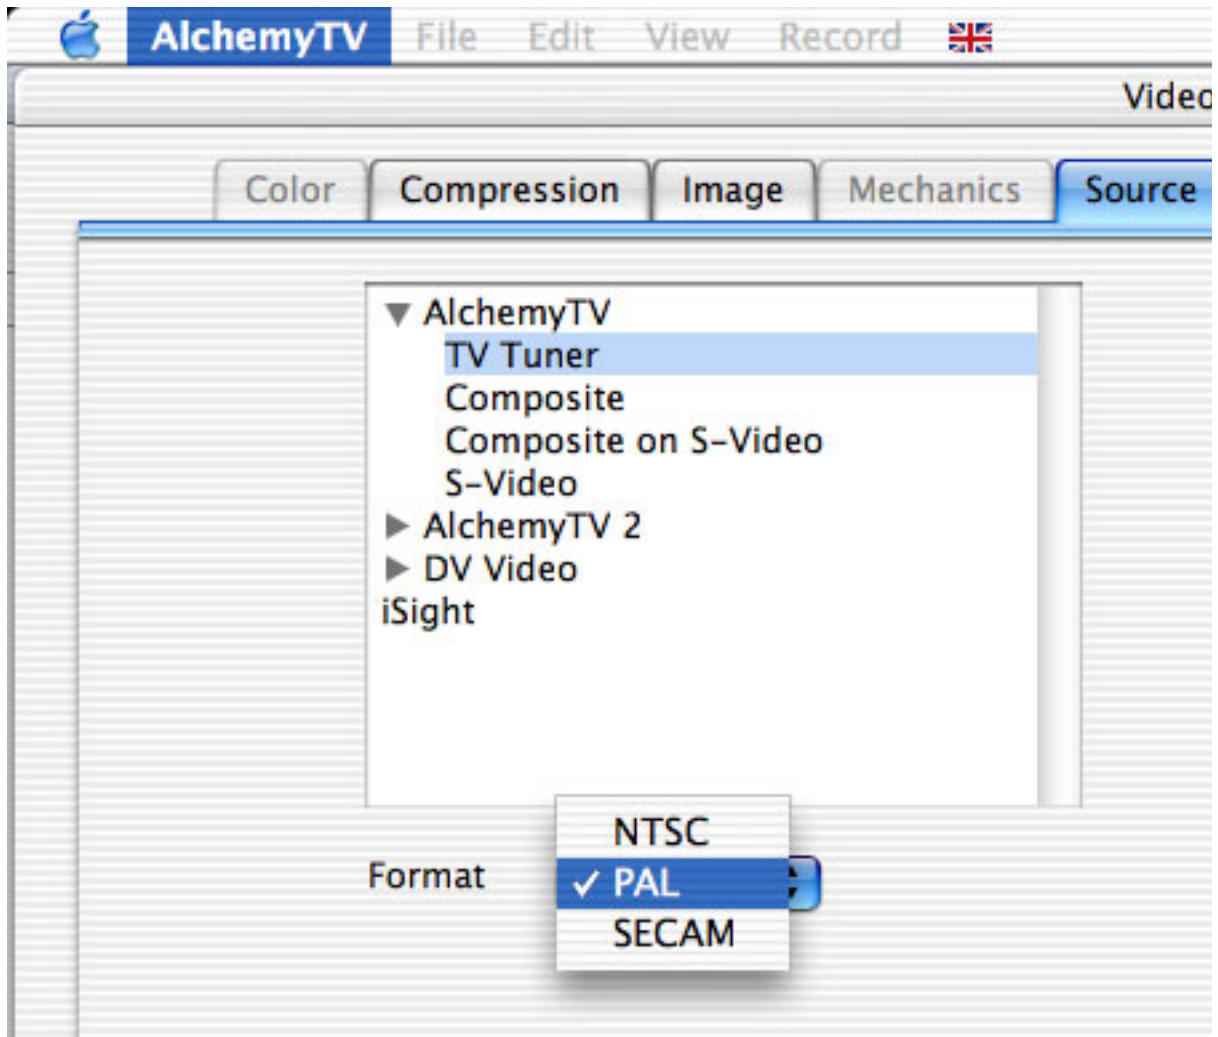 AlchemyTV File Edit View Record
Video
Color Compression Image Mechanics Source
AlchemyTV
TV Tuner
Composite
Composite on S-Video
S-Video
AlchemyTV 2
DV Video
iSight
NTSC
Format PAL
SECAM